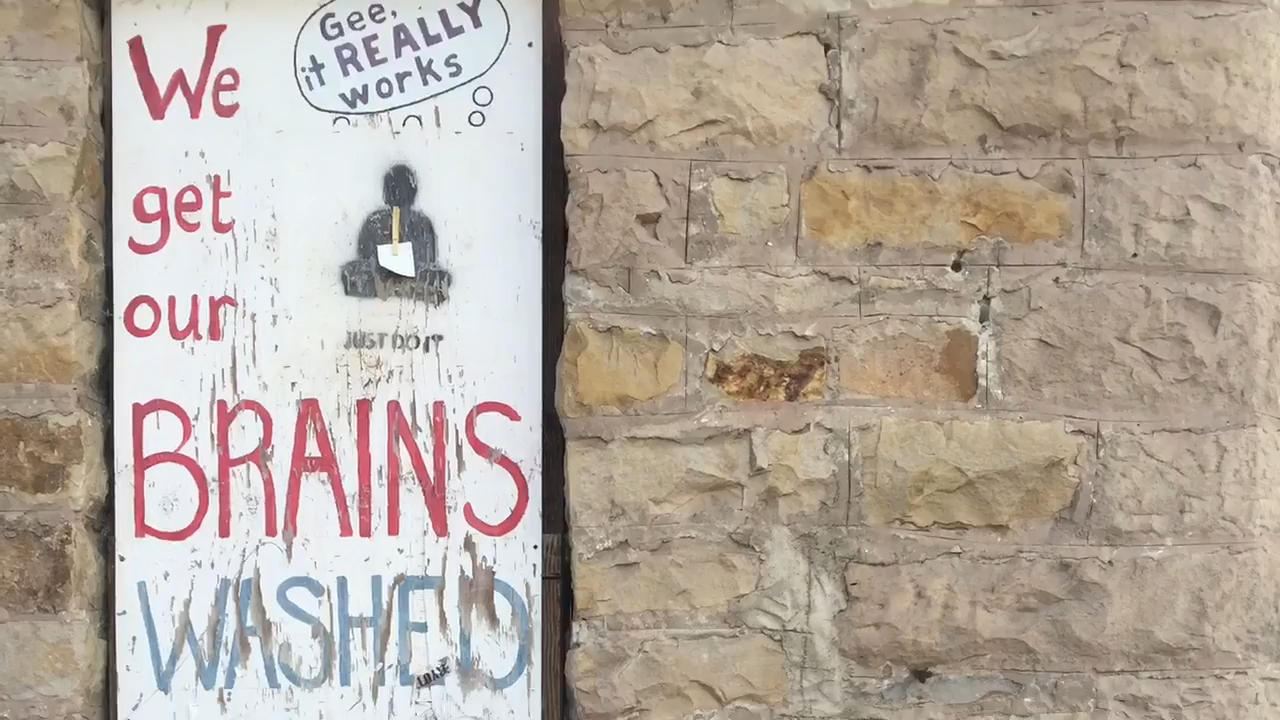 Gee,
it REALLY
works
We
get
our
JUST DO IT
BRAINS
WASHED